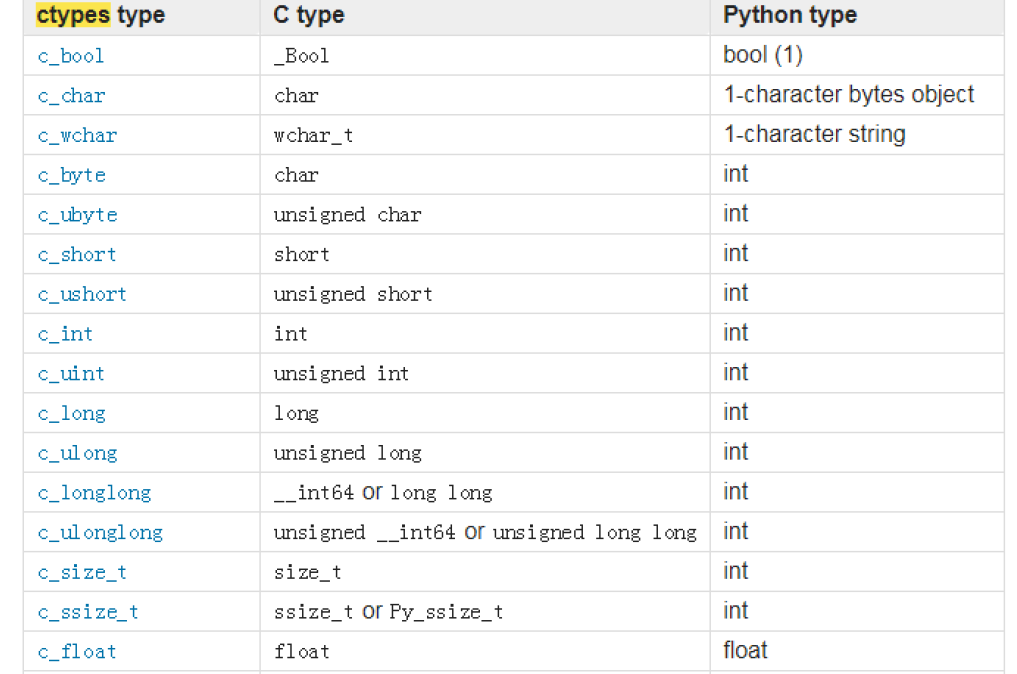 ctypes type C type Python type
c_bool _Bool bool (1)
c_char char 1-character bytes object
c_wchar wchar_t 1-character string
c_byte char int
c_ubyte unsigned char int
c_short short int
c_ushort unsigned short int
c_int int int
c_uint unsigned int int
c_long long int
c_ulong unsigned long int
c_longlong __int64 or long long int
c_ulonglong unsigned __int64 or unsigned long long int
c_size_t size_t int
c_ssize_t ssize_t or Py_ssize_t int
c_float float float